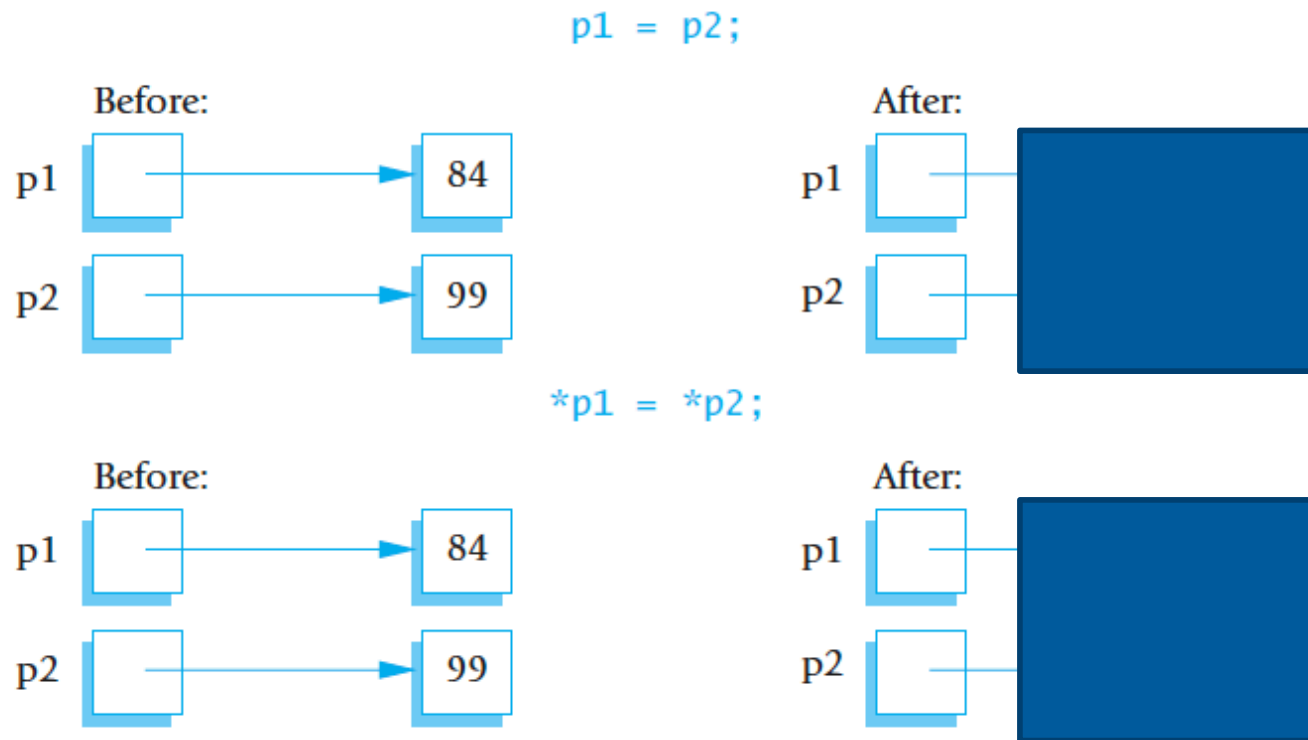 p1 = p2;
Before:
After:
p1
84
p1
p2
99
p2
*p1 = *p2;
Before:
After:
p1
84
p1
p2
99
p2